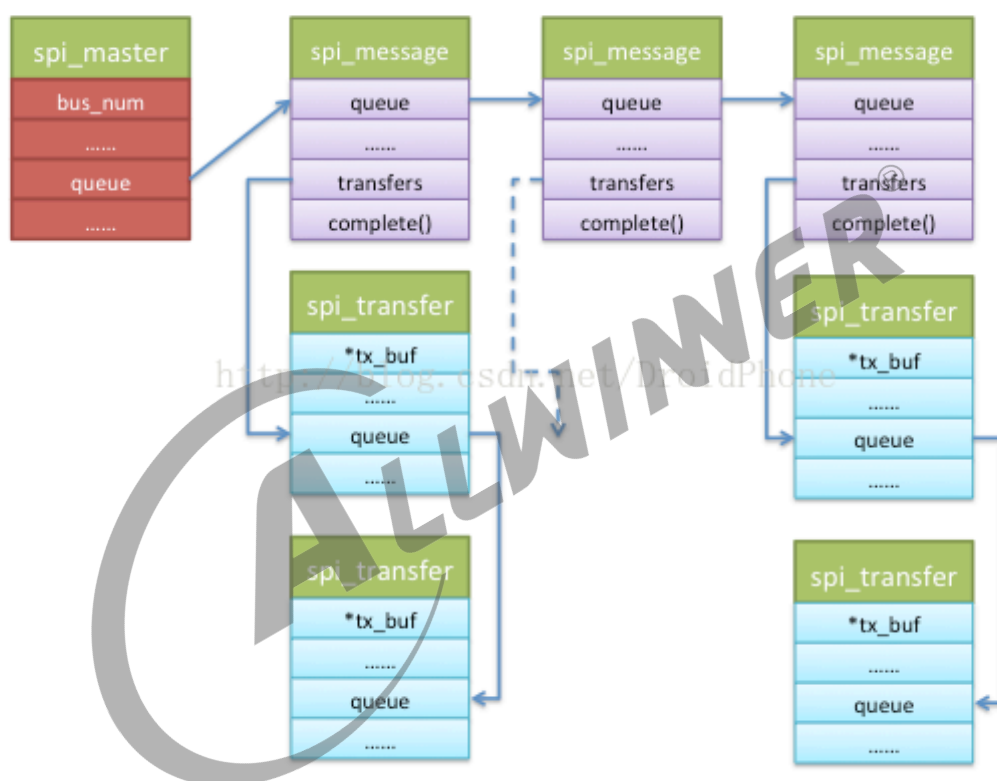 spi_master
bus_num
......
queue
......
spi_message
queue
......
transfers
complete()
spi_message
queue
......
transfers
complete()
spi_message
queue
......
transfers
complete()
spi_transfer
*tx_buf
......
queue
......
spi_transfer
*tx_buf
......
queue
......
spi_transfer
*tx_buf
......
queue
......
spi_transfer
*tx_buf
......
queue
......
http://blog.csdn.net/DroidPhone
ALLWINNER